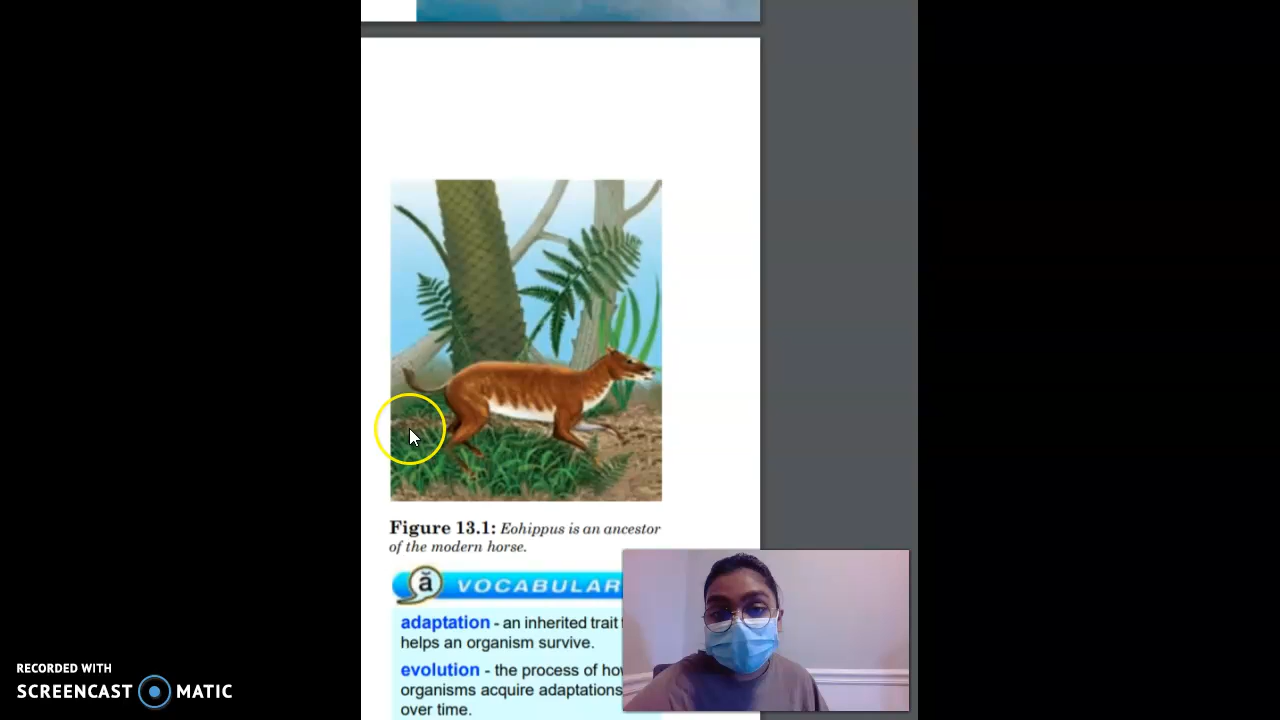 Figure 13.1: Eohippus is an ancestor
of the modern horse.
ă VOCABULAR
adaptation - an inherited trait
helps an organism survive.
evolution - the process of
organisms acquire adaptations
over time.
RECORDED WITH
SCREENCAST MATIC